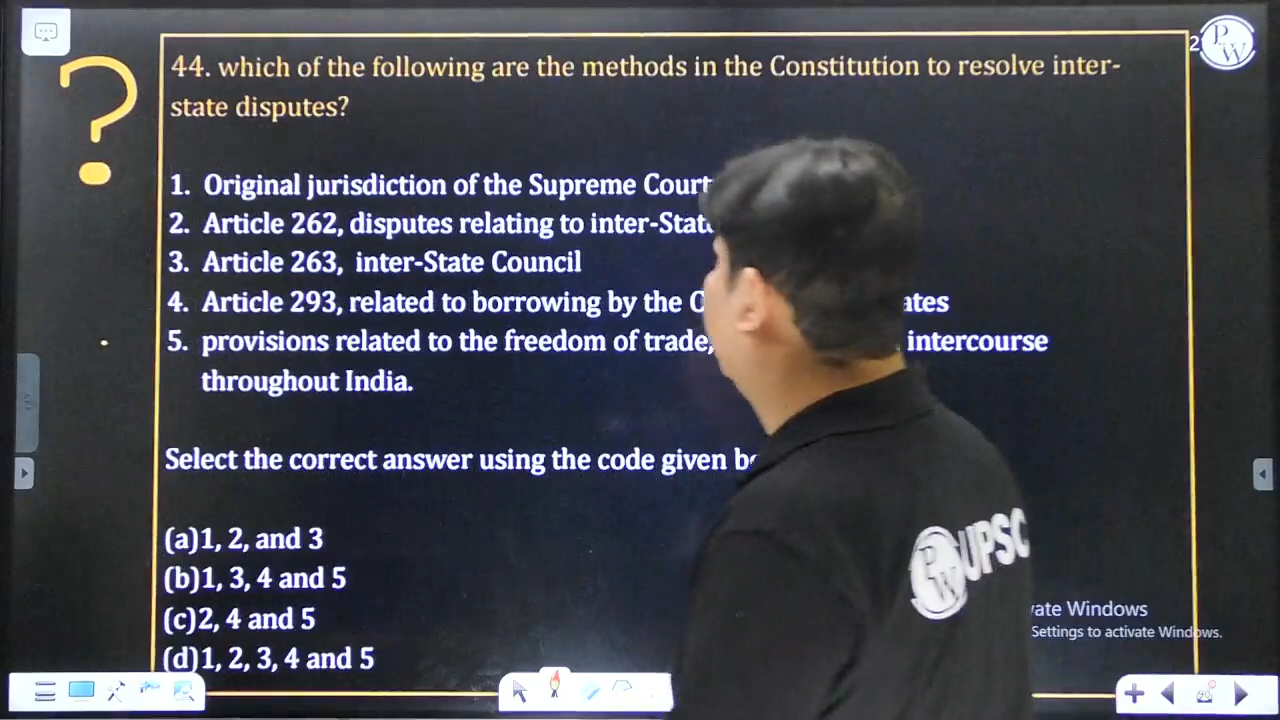 2
PW
44. which of the following are the methods in the Constitution to resolve inter-
state disputes?
1. Original jurisdiction of the Supreme Court
2. Article 262, disputes relating to inter-State
3. Article 263, inter-State Council
4. Article 293, related to borrowing by the ates
5. provisions related to the freedom of trade, intercourse
throughout India.
Select the correct answer using the code given
(a)1, 2, and 3
(b)1, 3, 4 and 5
(c)2, 4 and 5
(d)1, 2, 3, 4 and 5
PW UPSC
vate Windows
Settings to activate Windows.